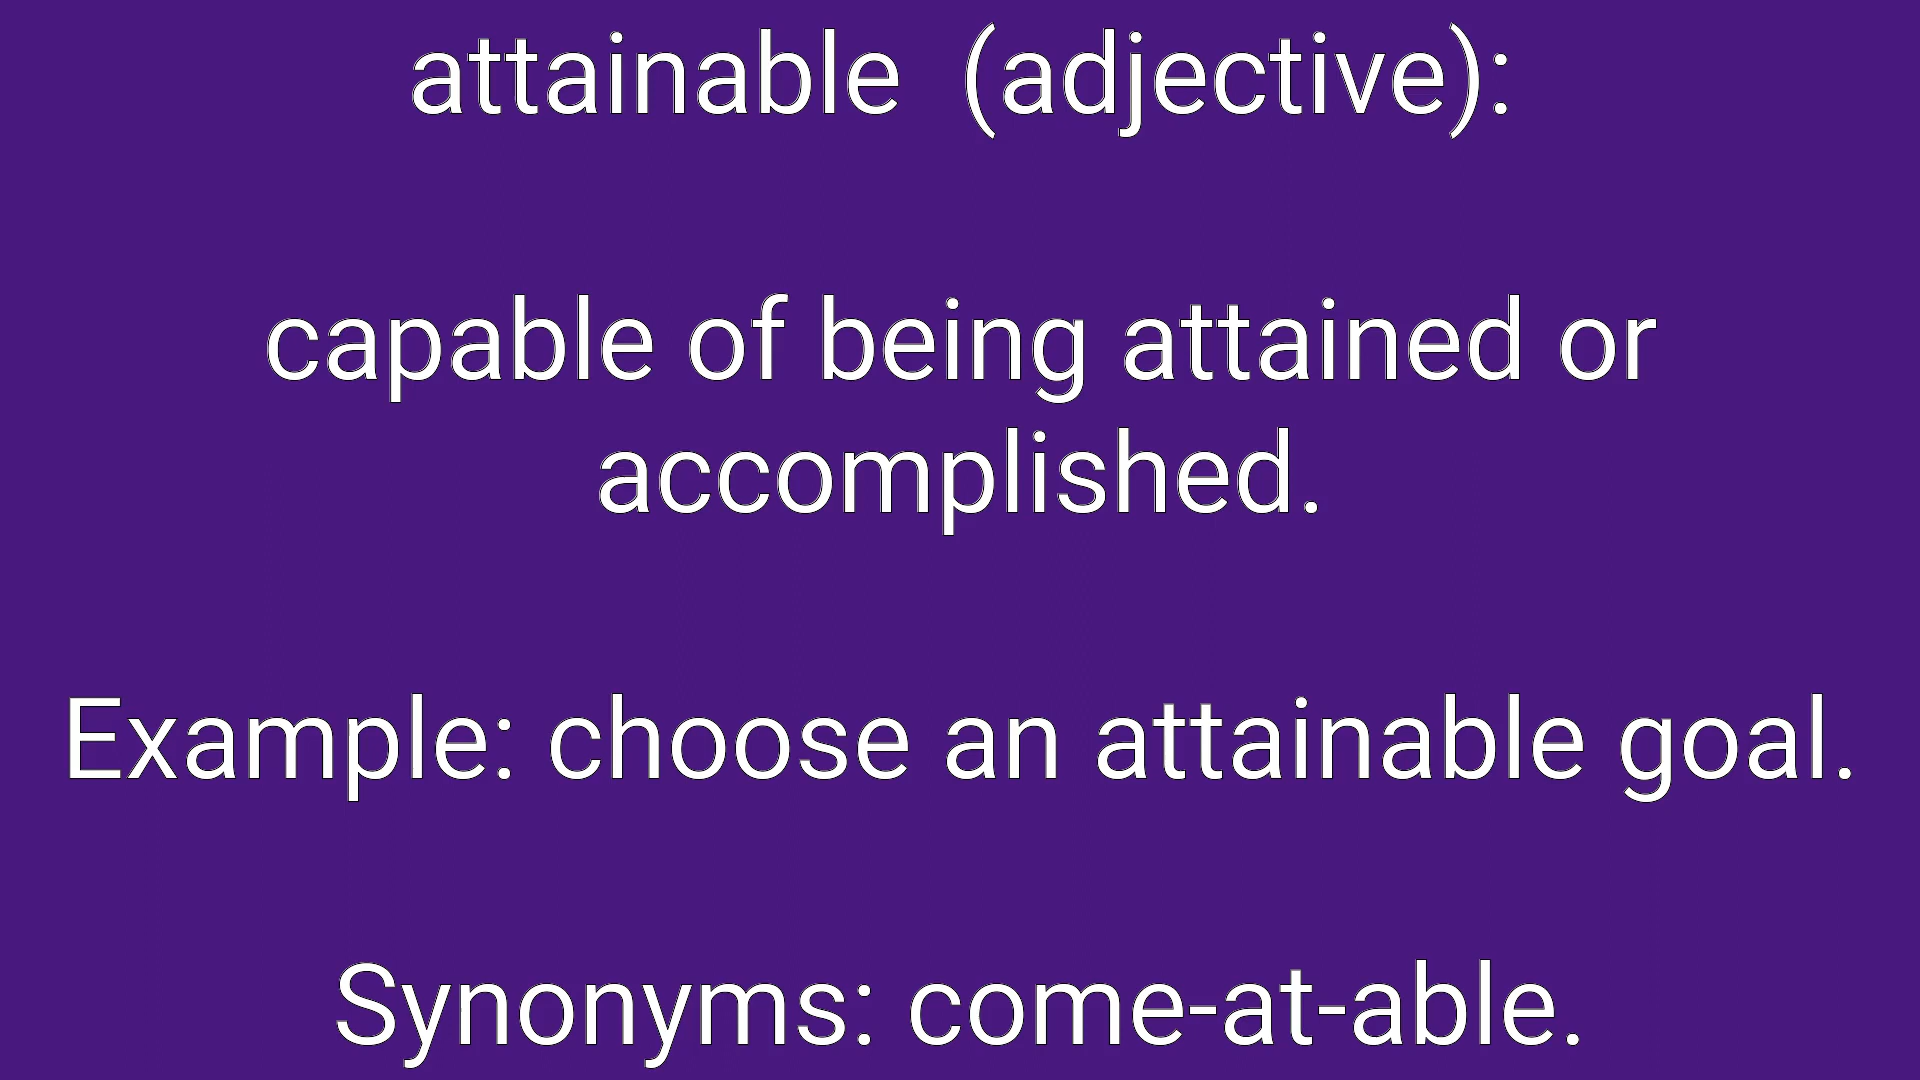 attainable  (adjective):
capable of being attained or
accomplished.
Example: choose an attainable goal.
Synonyms: come-at-able.